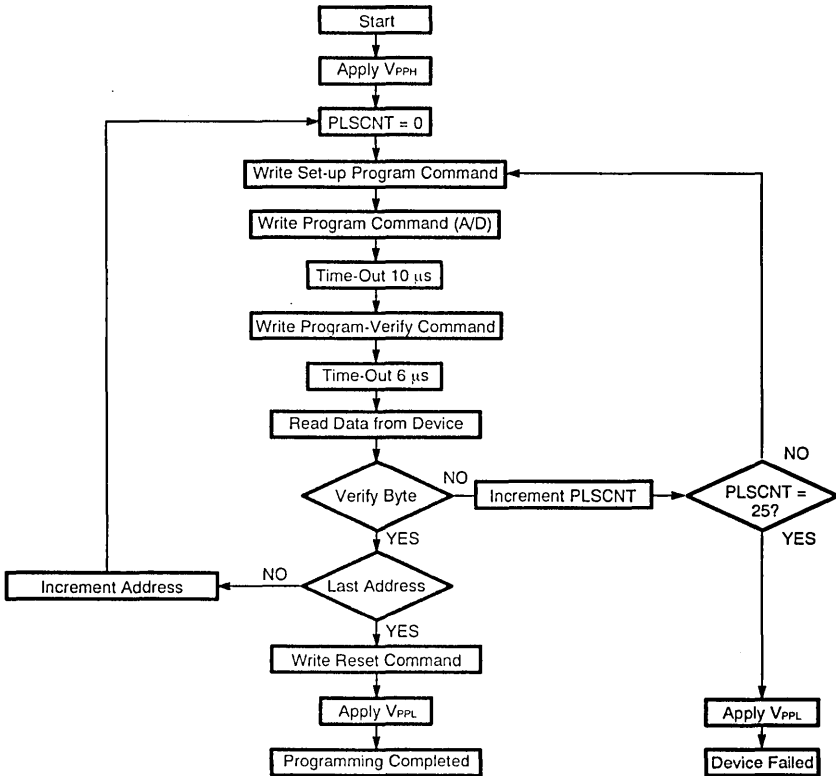 Start
Apply VPPH
PLSCNT = 0
Write Set-up Program Command
Write Program Command (A/D)
Time-Out 10 μs
Write Program-Verify Command
Time-Out 6 μs
Read Data from Device
Verify Byte
NO
Increment PLSCNT
PLSCNT =
25?
NO
YES
YES
Last Address
NO
Increment Address
YES
Write Reset Command
Apply VPPL
Programming Completed
Apply VPPL
Device Failed